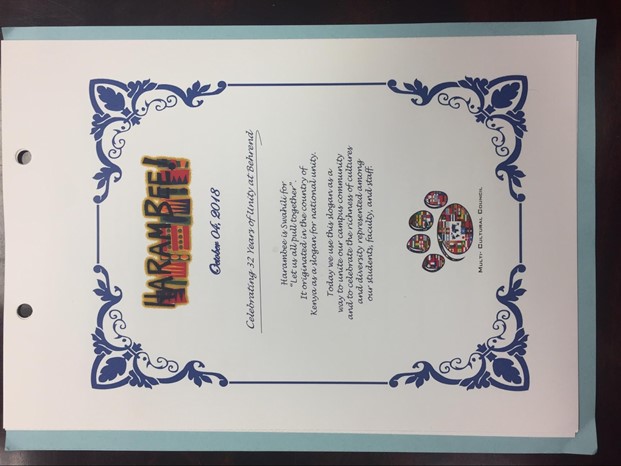 HARAMBEE!
October 04, 2018
Celebrating 32 Years of Unity at Behrend
Harambee is Swahili for
"Let us all pull together".
It originated in the country of
Kenya as a slogan for national unity.
Today we use this slogan as a
way to unite our campus community
and to celebrate the richness of cultures
and diversity represented among
our students, faculty, and staff.
MULTI- CULTURAL COUNCIL